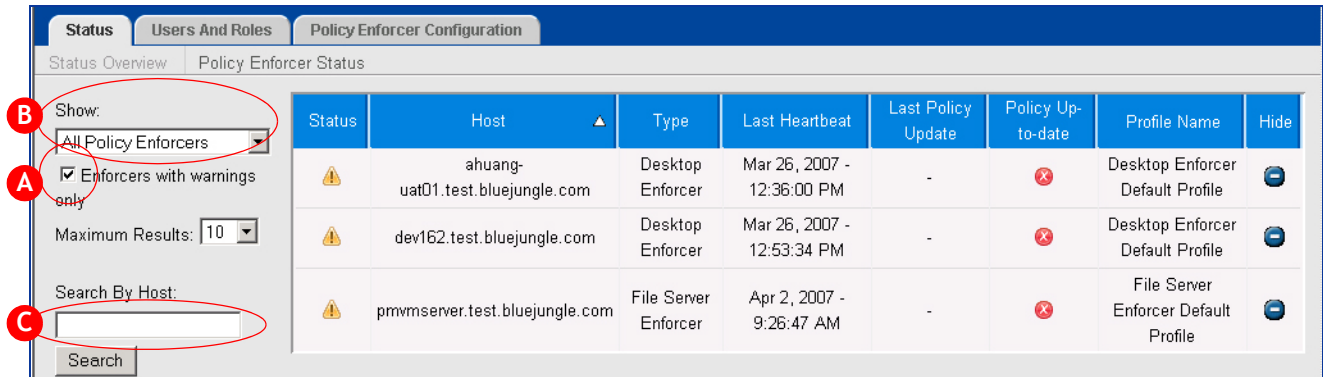 Status Users And Roles Policy Enforcer Configuration
Status Overview Policy Enforcer Status
B
Show:
All Policy Enforcers
A
Enforcers with warnings
only
Maximum Results: 10
C
Search By Host:
Search
Status Host Type Last Heartbeat Last Policy Update Policy Up-to-date Profile Name Hide
ahuang-
uat01.test.bluejungle.com
Desktop
Enforcer
Mar 26, 2007 -
12:36:00 PM
-
Desktop Enforcer
Default Profile
dev162.test.bluejungle.com
Desktop
Enforcer
Mar 26, 2007 -
12:53:34 PM
-
Desktop Enforcer
Default Profile
pmvmserver.test.bluejungle.com
File Server
Enforcer
Apr 2, 2007 -
9:26:47 AM
-
File Server
Enforcer Default
Profile